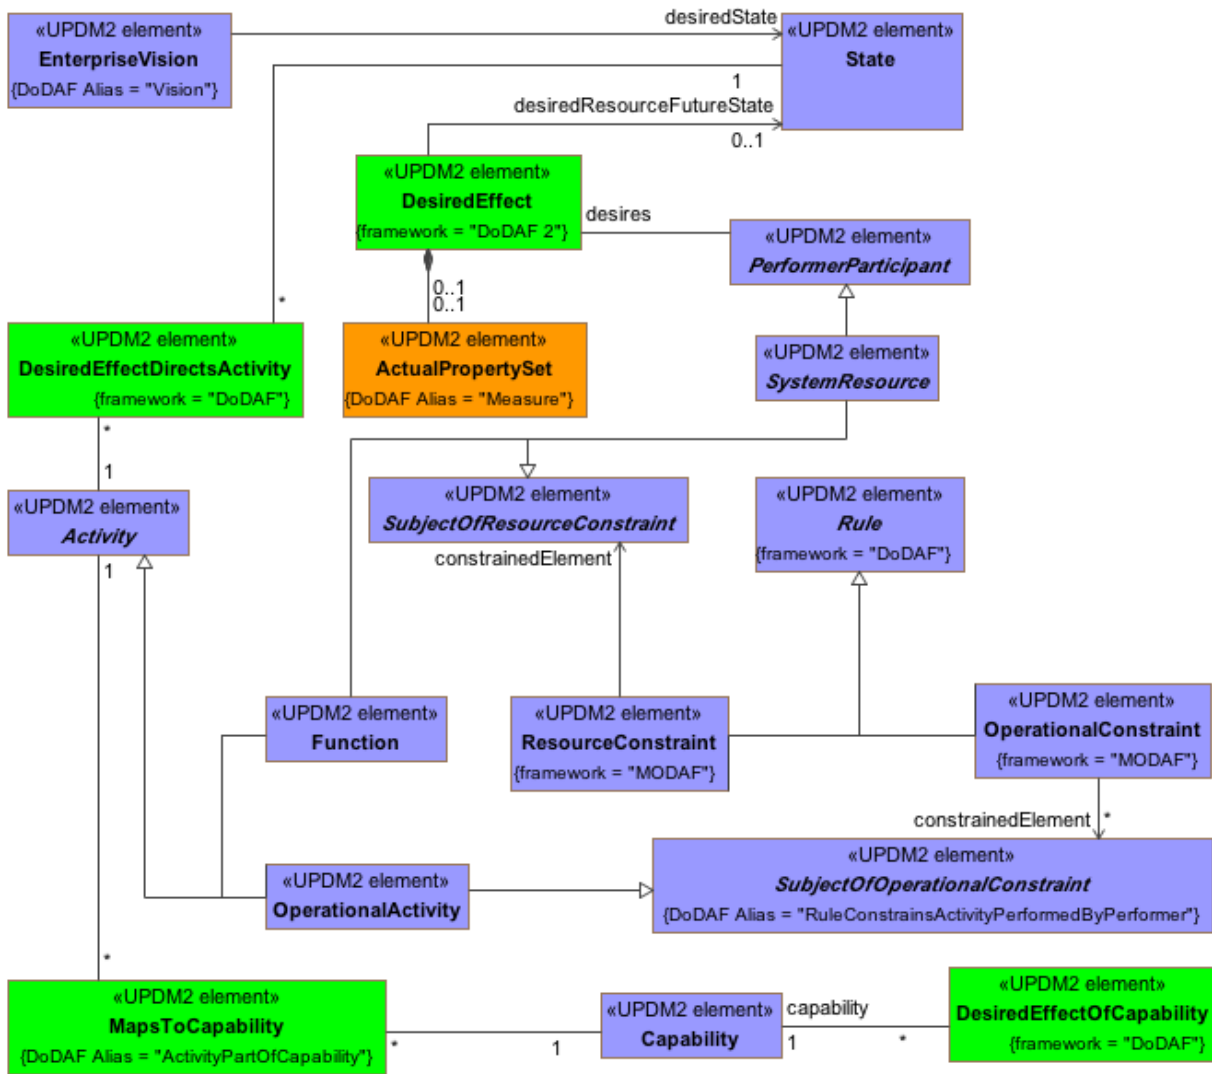 «UPDM2 element»
EnterpriseVision
{DoDAF Alias = "Vision"}
desiredState
«UPDM2 element»
State
1
desiredResourceFutureState
0..1
«UPDM2 element»
DesiredEffect
{framework = "DoDAF 2"}
desires
«UPDM2 element»
PerformerParticipant
0..1
0..1
*
«UPDM2 element»
DesiredEffectDirectsActivity
{framework = "DoDAF"}
«UPDM2 element»
ActualPropertySet
{DoDAF Alias = "Measure"}
«UPDM2 element»
SystemResource
*
1
«UPDM2 element»
Activity
1
«UPDM2 element»
SubjectOfResourceConstraint
constrainedElement
«UPDM2 element»
Rule
{framework = "DoDAF"}
«UPDM2 element»
Function
«UPDM2 element»
ResourceConstraint
{framework = "MODAF"}
«UPDM2 element»
OperationalConstraint
{framework = "MODAF"}
constrainedElement *
«UPDM2 element»
OperationalActivity
«UPDM2 element»
SubjectOfOperationalConstraint
{DoDAF Alias = "RuleConstrainsActivityPerformedByPerformer"}
*
«UPDM2 element»
MapsToCapability
{DoDAF Alias = "ActivityPartOfCapability"}
*
1
«UPDM2 element»
Capability
capability
1
*
«UPDM2 element»
DesiredEffectOfCapability
{framework = "DoDAF"}